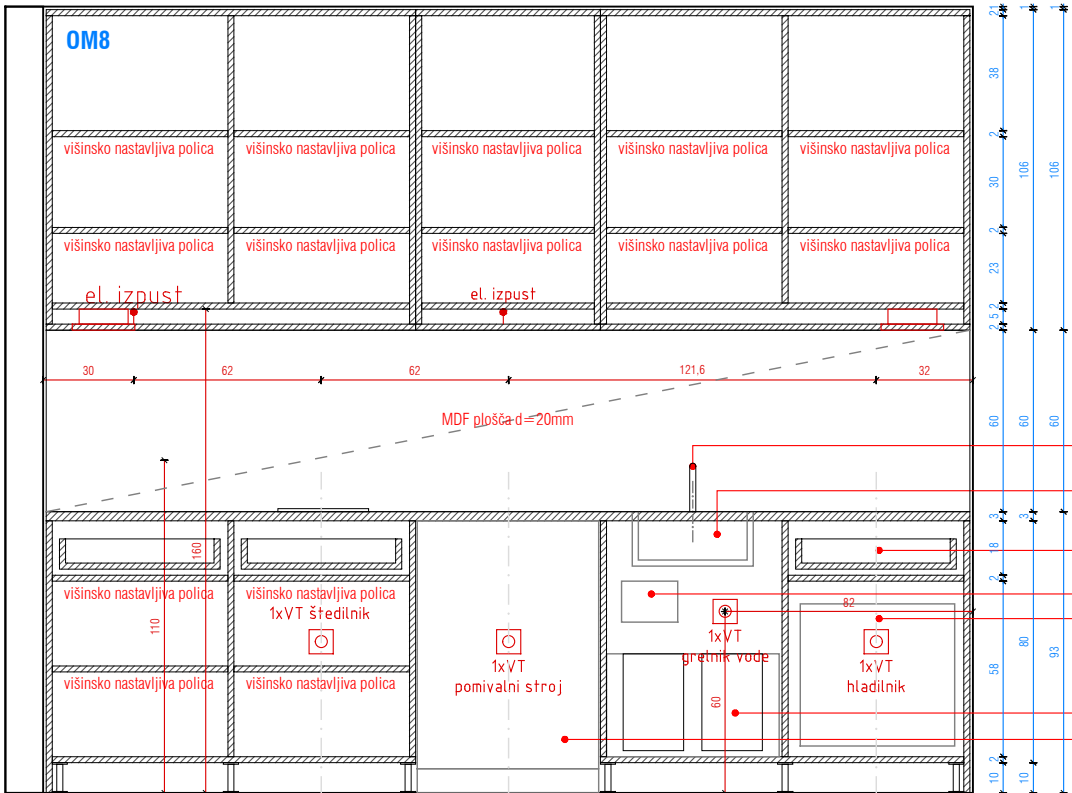 OM8
višinsko nastavljiva polica višinsko nastavljiva polica višinsko nastavljiva polica višinsko nastavljiva polica višinsko nastavljiva polica
višinsko nastavljiva polica višinsko nastavljiva polica višinsko nastavljiva polica višinsko nastavljiva polica višinsko nastavljiva polica
el. izpust el. izpust
30 62 62 121,6 32
MDF plošča d=20mm
160
110
višinsko nastavljiva polica višinsko nastavljiva polica
1xVT štedilnik
višinsko nastavljiva polica višinsko nastavljiva polica
1xVT
pomivalni stroj
82
1xVT
grelnik vode
60
1xVT
hladilnik
21 38 2 30 2 23 2 5 2 60 3 18 2 58 2 10
1 106 60 3 80 10
1 106 60 93